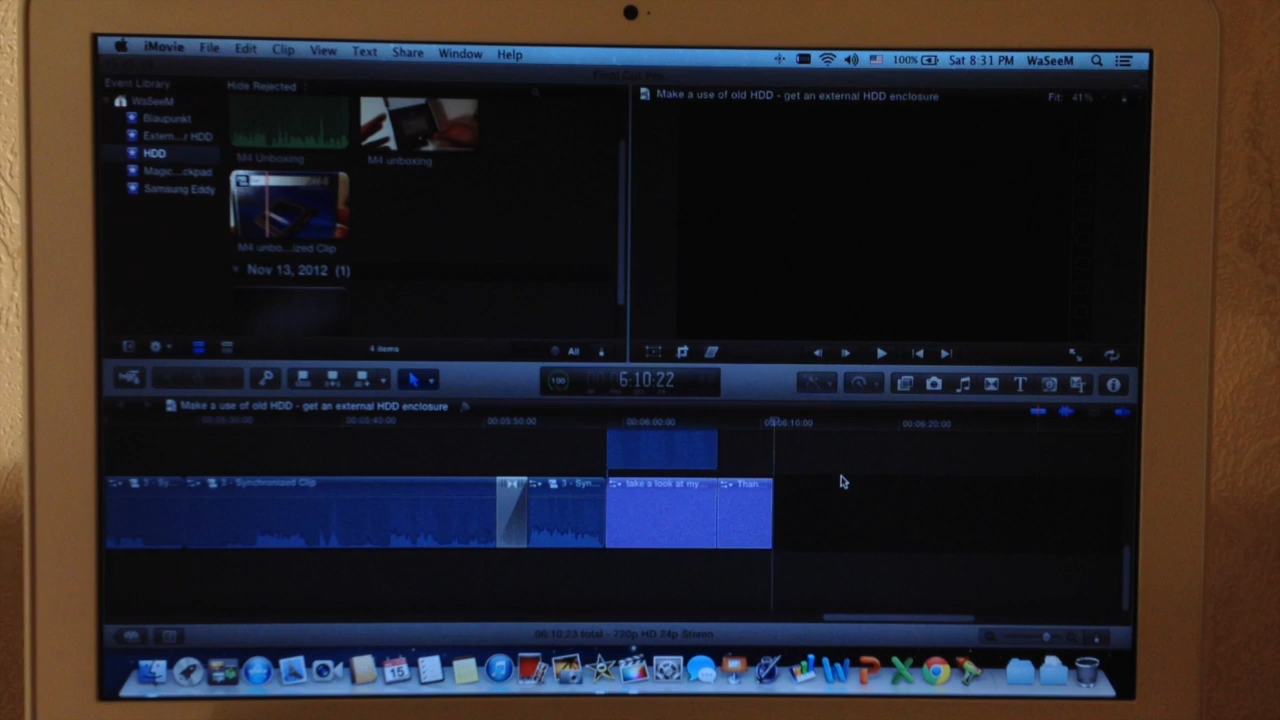 iMovie File Edit Clip View Text Share Window Help 100% Sat 8:31 PM WaSeeM
Final Cut Pro
Event Library
Hide Rejected
Make a use of old HDD - get an external HDD enclosure
Fit: 41%
WaSeeM
Blaupunkt
Extern...r HDD
HDD
Magic...ckpad
Samsung Eddy
M4 Unboxing
M4 unboxing
M4 unbo...ized Clip
Nov 13, 2012 (1)
4 items
All
100
6:10:22
Make a use of old HDD - get an external HDD enclosure
00:05:30:00 00:05:40:00 00:05:50:00 00:06:00:00 00:06:10:00 00:06:20:00
3 - Sy... 3 - Synchronized Clip 3 - Syn... take a look at my... Than
06:10:23 total - 720p HD 24p Stereo
15